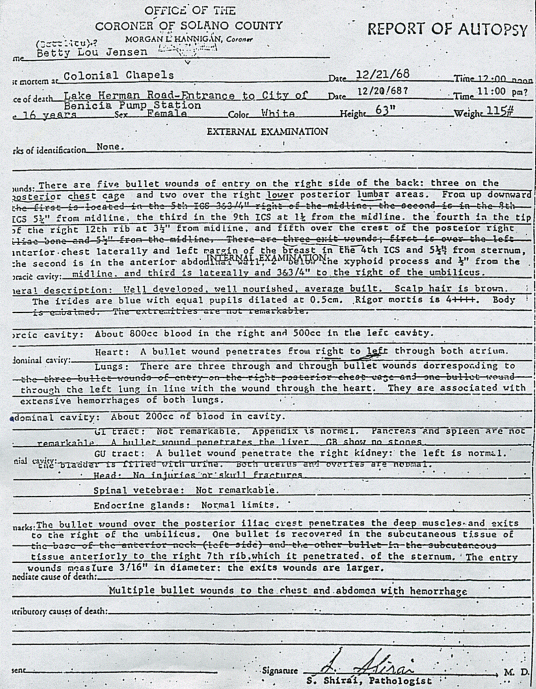 OFFICE OF THE
CORONER OF SOLANO COUNTY
MORGAN L HANNIGAN, Coroner
REPORT OF AUTOPSY
me Betty Lou Jensen
st mortem at Colonial Chapels Date 12/21/68 Time 12:00 noon
ce of death Lake Herman Road-Entrance to City of Date 12/20/68? Time 11:00 pm?
Benicia Pump Station
e 16 years Sex Female Color White Height 63" Weight 115#
EXTERNAL EXAMINATION
rks of identification None.
unds: There are five bullet wounds of entry on the right side of the back: three on the
posterior chest cage and two over the right lower posterior lumbar areas. From up downward
the first is located in the 5th ICS 363/4" right of the midline, the second is in the 8th
ICS 5½" from midline, the third in the 9th ICS at 1½ from the midline, the fourth in the tip
of the right 12th rib at 3½" from midline, and fifth over the crest of the posteior right
iliac bone and 5½" from the midline. There are three exit wounds; first is over the left
anterior chest laterally and left margin of the breast in the 4th ICS and from sternum,
INTERNAL EXAMINATION
the second is in the anterior abdominal wall, 2" below the xyphoid process and ½" from the
oracic cavity: midline, and third is laterally and 363/4" to the right of the umbilicus.
neral description: Well developed, well nourished, average built. Scalp hair is brown.
The irides are blue with equal pupils dilated at 0.5cm. Rigor mortis is 4++++. Body
is embalmed. The extremities are not remarkable.
orcic cavity: About 800cc blood in the right and 500cc in the left cavity.
Heart: A bullet wound penetrates from right to left through both atrium.
dominal cavity:
Lungs: There are three through and through bullet wounds dorresponding to
the three bullet wounds of entry on the right posterior chest cage and one bullet wound
through the left lung in line with the wound through the heart. They are associated with
extensive hemorrhages of both lungs.
adominal cavity: About 200cc of blood in cavity.
GI tract: Not remarkable. Appendix is normcl. Pancreas and spleen are not
remarkable A bullet wound penetrates the liver GB show no stones
GU tract: A bullet wound penetrate the right kidney: the left is normal.
nial cavity:
the bladder is filled with urine. Both uterus and overies are normal.
Head: No injuries or skull fractures
Spinal vetebrae: Not remarkable.
Endocrine glands: Normal limits.
marks: The bullet wound over the posterior iliac crest penetrates the deep muscles and exits
to the right of the umbilicus. One bullet is recovered in the subcutaneous tissue of
the base of the anterior neck (left side) and the other bullet in the subcutaneous
tissue anteriorly to the right 7th rib, which it penetrated. of the sternum. The entry
wounds measure 3/16" in diameter: the exits wounds are larger.
mediate cause of death:
Multiple bullet wounds to the chest and abdomen with hemorrhage
ntributory causes of death:
sent Signature S. Shirai M. D.
S. Shirai, Pathologist